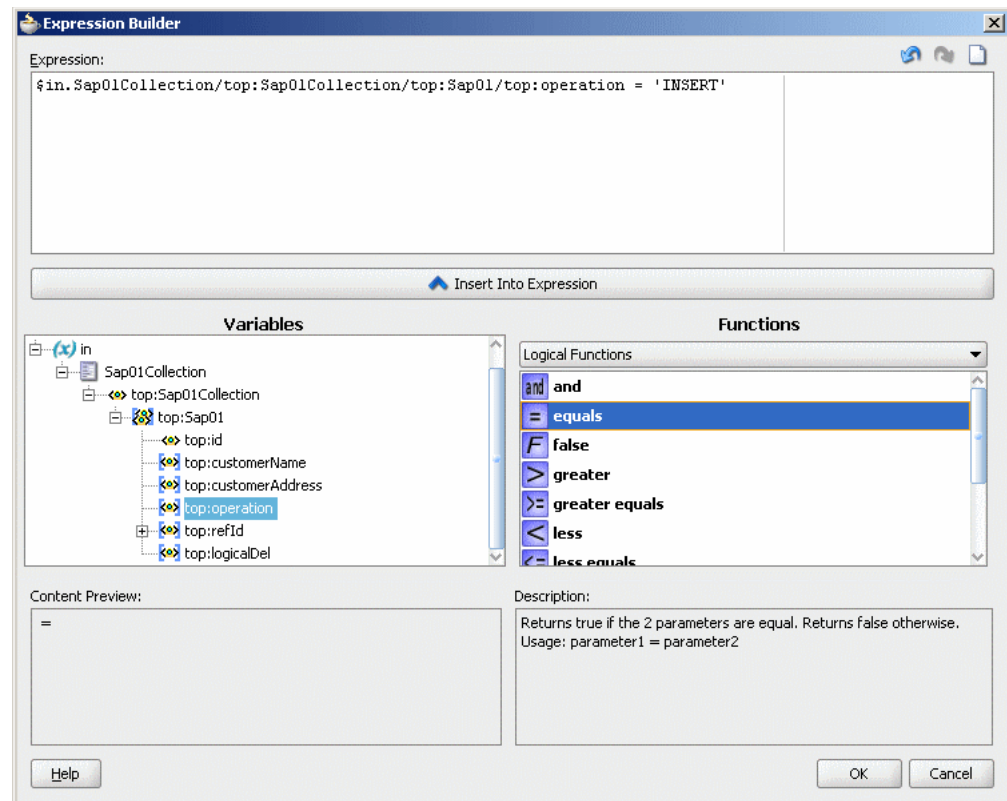 Expression Builder
Expression:
$in.Sap01Collection/top:Sap01Collection/top:Sap01/top:operation = 'INSERT'
Insert Into Expression
Variables
(x) in
Sap01Collection
top:Sap01Collection
top:Sap01
top:id
top:customerName
top:customerAddress
top:operation
top:refId
top:logicalDel
Functions
Logical Functions
and and
= equals
F false
> greater
>= greater equals
< less
<= less equals
Content Preview:
=
Description:
Returns true if the 2 parameters are equal. Returns false otherwise.
Usage: parameter1 = parameter2
Help
OK
Cancel